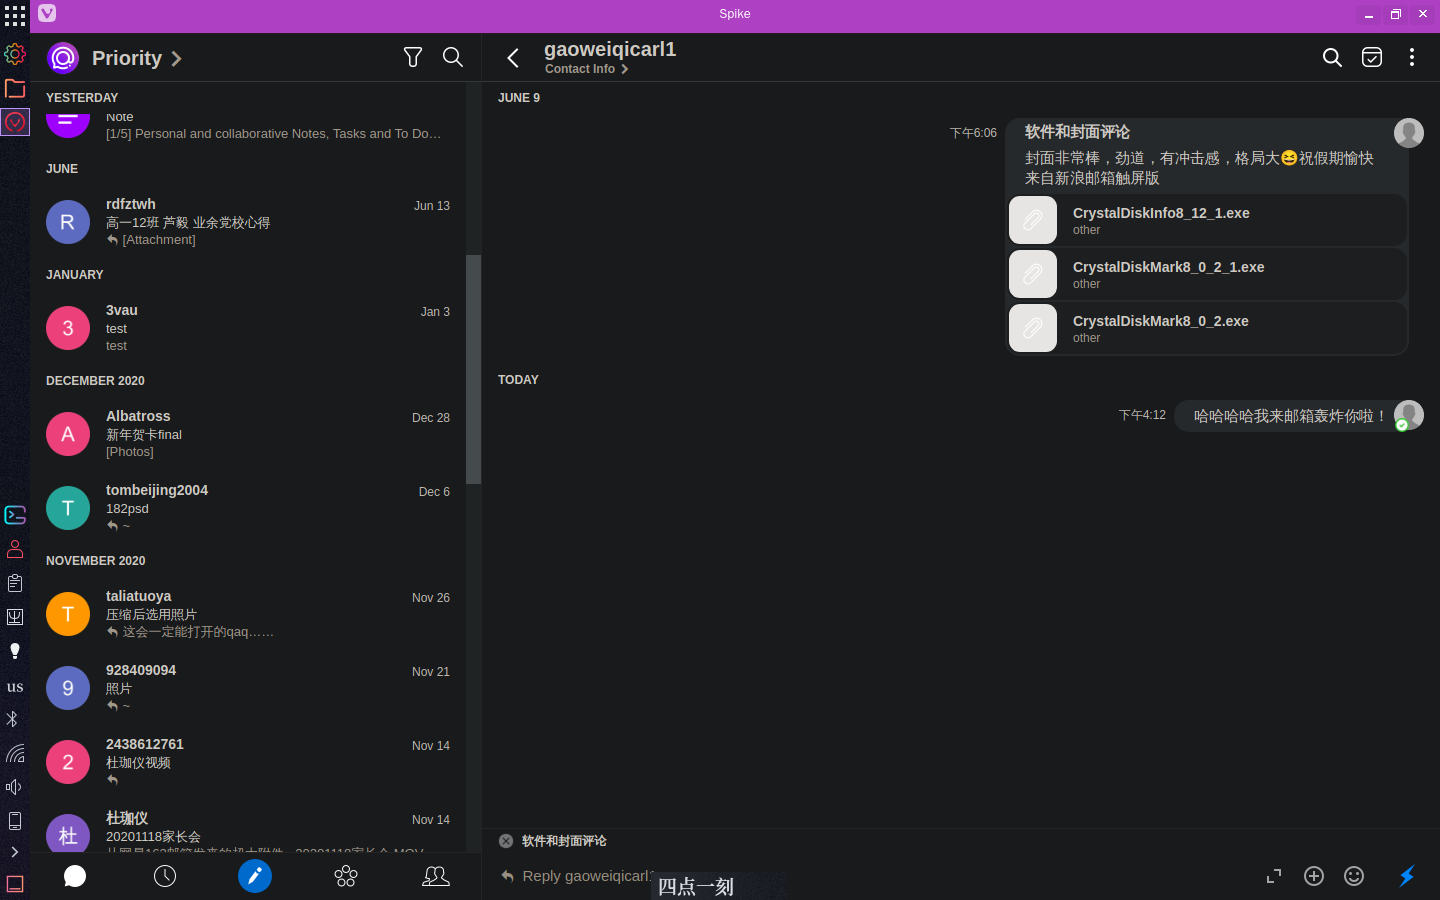 Spike
Priority
gaoweiqicarl1
Contact Info
YESTERDAY
Note
[1/5] Personal and collaborative Notes, Tasks and To Do…
JUNE
rdfztwh
Jun 13
高一12班 芦毅 业余党校心得
[Attachment]
JANUARY
3vau
Jan 3
test
test
DECEMBER 2020
Albatross
Dec 28
新年贺卡final
[Photos]
tombeijing2004
Dec 6
182psd
~
NOVEMBER 2020
taliatuoya
Nov 26
压缩后选用照片
这会一定能打开的qaq……
928409094
Nov 21
照片
~
2438612761
Nov 14
杜珈仪视频
杜珈仪
Nov 14
20201118家长会
R
3
A
T
T
9
2
杜
us
JUNE 9
下午6:06
软件和封面评论
封面非常棒，劲道，有冲击感，格局大😆祝假期愉快
来自新浪邮箱触屏版
CrystalDiskInfo8_12_1.exe
other
CrystalDiskMark8_0_2_1.exe
other
CrystalDiskMark8_0_2.exe
other
TODAY
下午4:12
哈哈哈哈我来邮箱轰炸你啦！
软件和封面评论
Reply gaoweiqicarl1
四点一刻